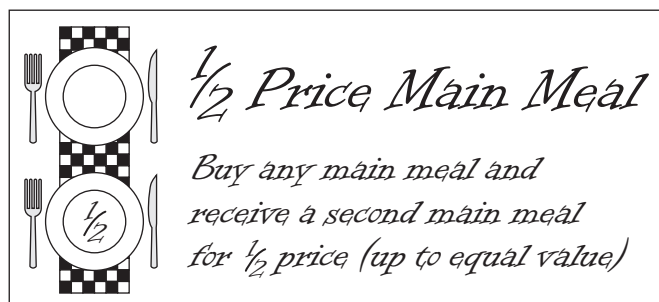 ½ Price Main Meal
Buy any main meal and
receive a second main meal
½
for ½ price (up to equal value)